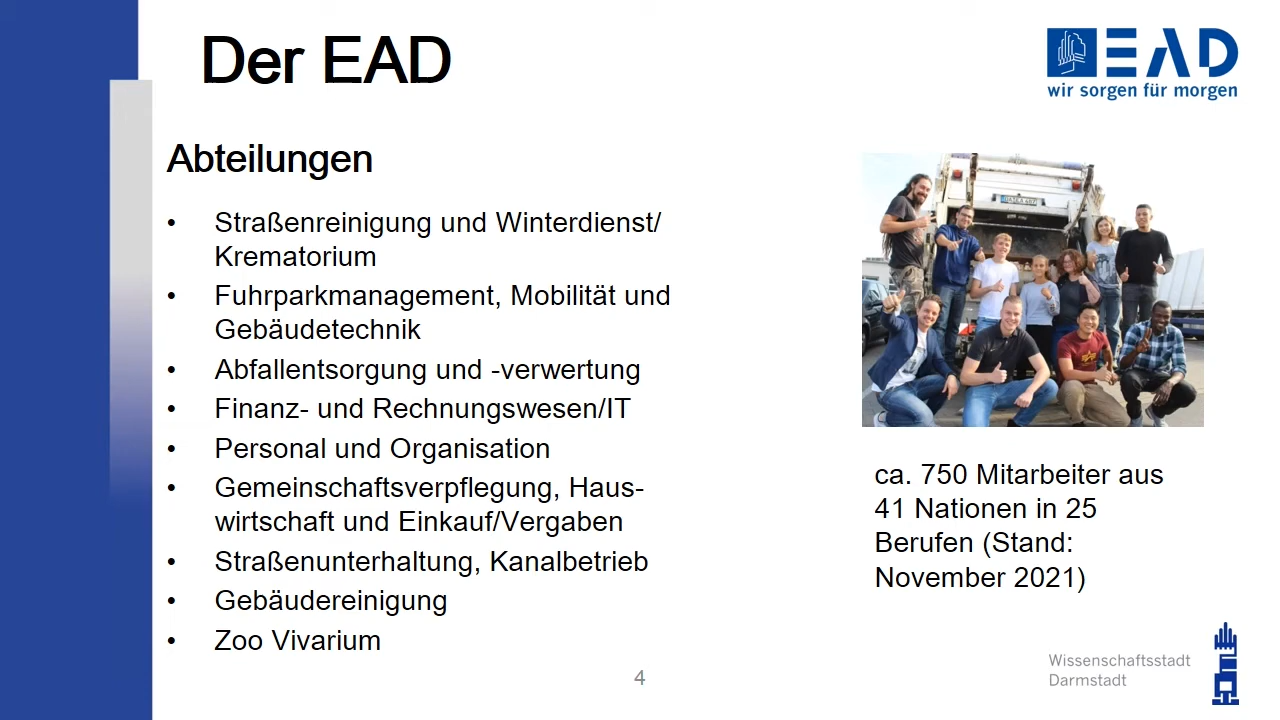 Der EAD
EAD
wir sorgen für morgen
Abteilungen
• Straßenreinigung und Winterdienst/
Krematorium
• Fuhrparkmanagement, Mobilität und
Gebäudetechnik
• Abfallentsorgung und -verwertung
• Finanz- und Rechnungswesen/IT
• Personal und Organisation
• Gemeinschaftsverpflegung, Haus-
wirtschaft und Einkauf/Vergaben
• Straßenunterhaltung, Kanalbetrieb
• Gebäudereinigung
• Zoo Vivarium
ca. 750 Mitarbeiter aus
41 Nationen in 25
Berufen (Stand:
November 2021)
4
Wissenschaftsstadt
Darmstadt